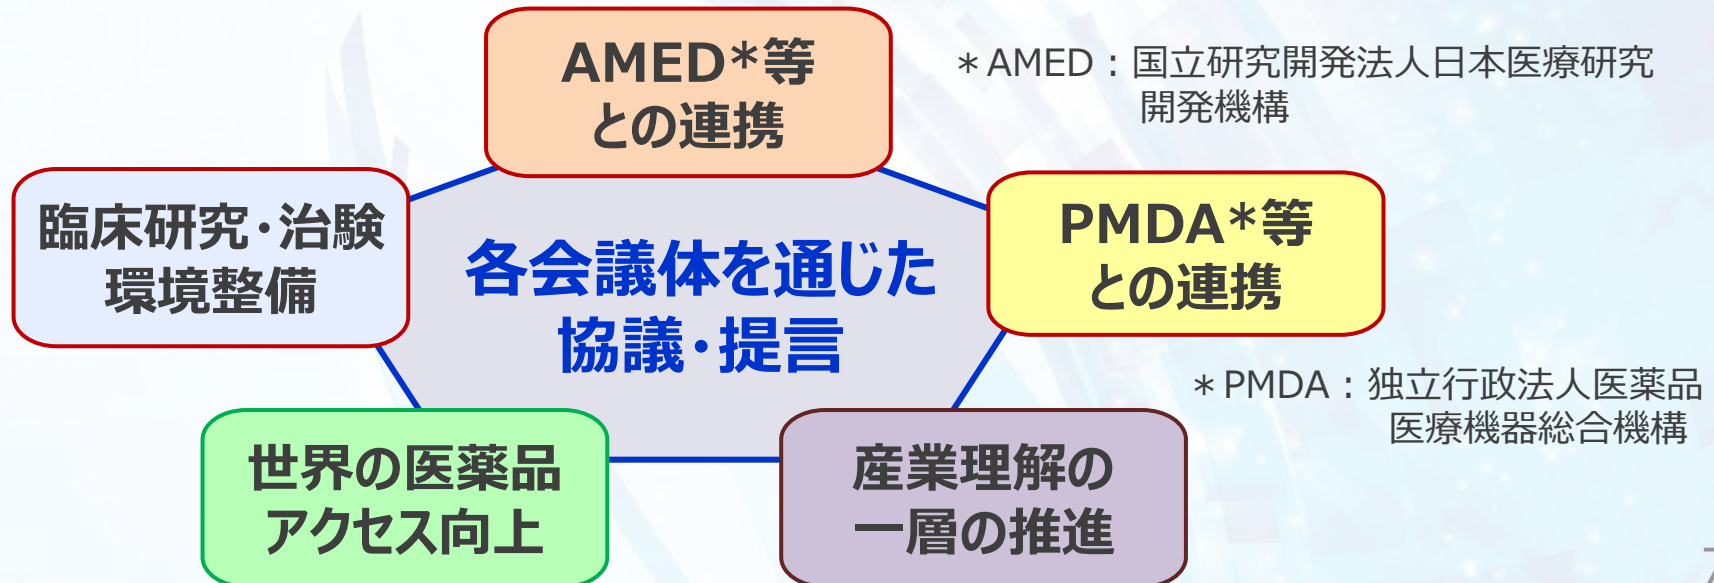 AMED*等
との連携
＊AMED：国立研究開発法人日本医療研究
開発機構
臨床研究・治験
環境整備
PMDA*等
との連携
各会議体を通じた
協議・提言
＊PMDA：独立行政法人医薬品
医療機器総合機構
世界の医薬品
アクセス向上
産業理解の
一層の推進